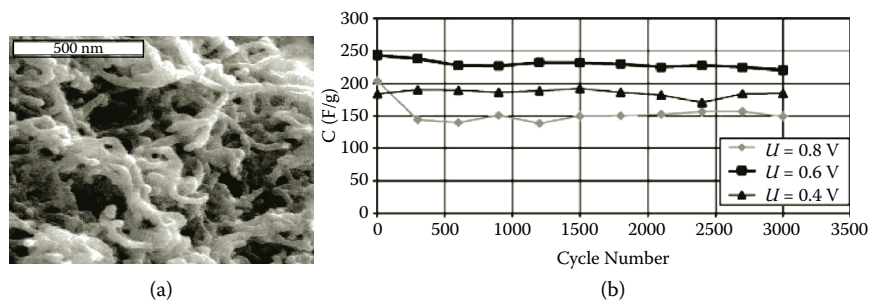 500 nm
(a)
C (F/g)
300
250
200
150
100
50
0
0 500 1000 1500 2000 2500 3000 3500
Cycle Number
U = 0.8 V
U = 0.6 V
U = 0.4 V
(b)